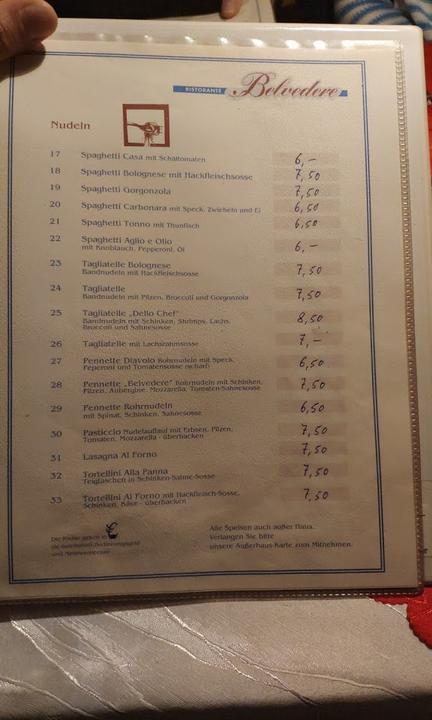 RISTORANTE Belvedere
Nudeln
17 Spaghetti Casa mit Schältomaten 6,-
18 Spaghetti Bolognese mit Hackfleischsosse 7,50
19 Spaghetti Gorgonzola 7,50
20 Spaghetti Carbonara mit Speck, Zwiebeln und Ei 6,50
21 Spaghetti Tonno mit Thunfisch 6,50
22 Spaghetti Aglio e Olio
mit Knoblauch, Pepperoni, Öl 6,-
23 Tagliatelle Bolognese
Bandnudeln mit Hackfleischsosse 7,50
24 Tagliatelle
Bandnudeln mit Pilzen, Broccoli und Gorgonzola 7,50
25 Tagliatelle „Dello Chef"
Bandnudeln mit Schinken, Shrimps, Lachs, 8,50
Broccoli und Sahnesosse
26 Tagliatelle mit Lachsrahmsosse 7,-
27 Pennette Diavolo Rohrnudeln mit Speck,
Peperoni und Tomatensosse (scharf) 6,50
28 Pennette „Belvedere" Rohrnudeln mit Schinken,
Pilzen, Aubergine, Mozzarella, Tomaten-Sahnesosse 7,50
29 Pennette Rohrnudeln
mit Spinat, Schinken, Sahnesosse 6,50
30 Pasticcio Nudelauflauf mit Erbsen, Pilzen,
Tomaten, Mozzarella - überbacken 7,50
31 Lasagna Al Forno 7,50
32 Tortellini Alla Panna
Teigtaschen in Schinken-Sahne-Sosse 7,50
33 Tortellini Al Forno mit Hackfleisch-Sosse,
Schinken, Käse - überbacken 7,50
Die Preise gelten in €
und Mehrwertsteuer
Alle Speisen auch außer Haus.
Verlangen Sie bitte
unsere Außerhaus-Karte zum Mitnehmen.